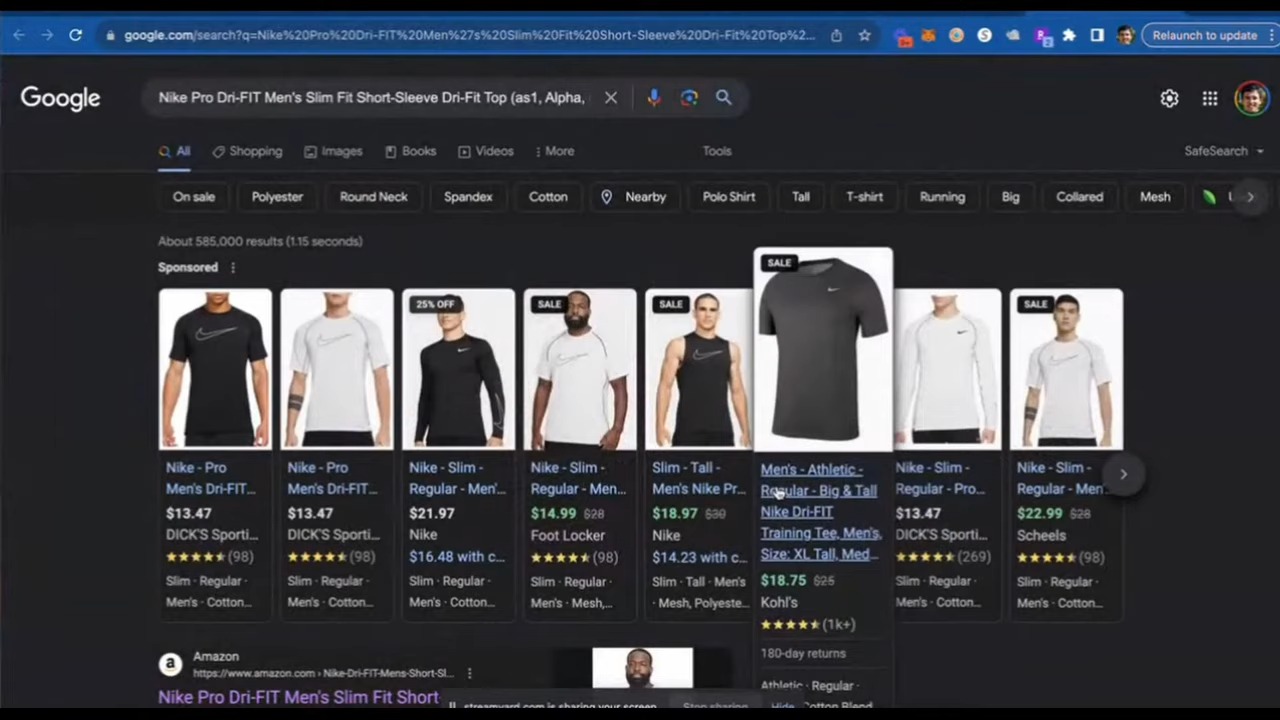 google.com/search?q=Nike%20Pro%20Dri-FIT%20Men%27s%20Slim%20Fit%20Short-Sleeve%20Dri-Fit%20Top%2...
Relaunch to update
Google
Nike Pro Dri-FIT Men's Slim Fit Short-Sleeve Dri-Fit Top (as1, Alpha,
All
Shopping
Images
Books
Videos
More
Tools
SafeSearch
On sale
Polyester
Round Neck
Spandex
Cotton
Nearby
Polo Shirt
Tall
T-shirt
Running
Big
Collared
Mesh
About 585,000 results (1.15 seconds)
Sponsored
Nike - Pro
Men's Dri-FIT...
$13.47
DICK'S Sporti...
(98)
Slim · Regular ·
Men's · Cotton...
Nike - Pro
Men's Dri-FIT...
$13.47
DICK'S Sporti...
(98)
Slim · Regular ·
Men's · Cotton...
25% OFF
Nike - Slim -
Regular - Men'...
$21.97
Nike
$16.48 with c...
Slim · Regular ·
Men's · Cotton...
SALE
Nike - Slim -
Regular - Men...
$14.99 $28
Foot Locker
(98)
Slim · Regular ·
Men's · Mesh,...
SALE
Slim - Tall -
Men's Nike Pr...
$18.97 $30
Nike
$14.23 with c...
Slim · Tall · Men's
· Mesh, Polyeste...
SALE
Men's - Athletic -
Regular - Big & Tall
Nike Dri-FIT
Training Tee, Men's,
Size: XL Tall, Med...
$18.75 $25
Kohl's
(1k+)
180-day returns
Athletic · Regular ·
Cotton Blend
Nike - Slim -
Regular - Pro...
$13.47
DICK'S Sporti...
(269)
Slim · Regular ·
Men's · Cotton...
SALE
Nike - Slim -
Regular - Men
$22.99 $28
Scheels
(98)
Slim · Regular ·
Men's · Cotton...
a
Amazon
https://www.amazon.com › Nike-Dri-FIT-Mens-Short-Sl...
Nike Pro Dri-FIT Men's Slim Fit Short
streamyard.com is sharing your screen.
Stop sharing
Hide